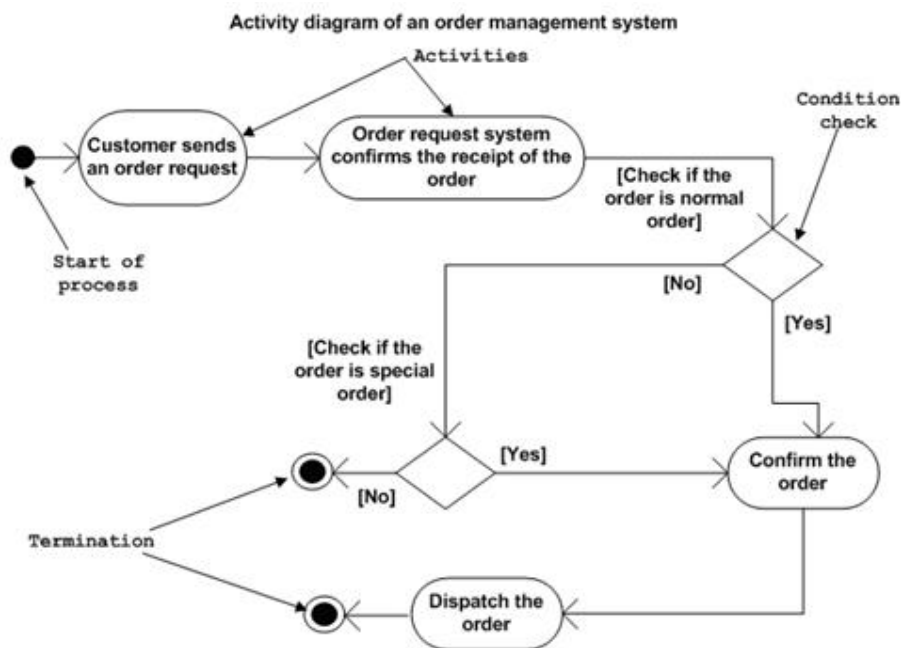 Activity diagram of an order management system
Activities
Condition
check
Customer sends
an order request
Order request system
confirms the receipt of the
order
[Check if the
order is normal
order]
Start of
process
[No]
[Yes]
[Check if the
order is special
order]
[Yes]
[No]
Confirm the
order
Termination
Dispatch the
order